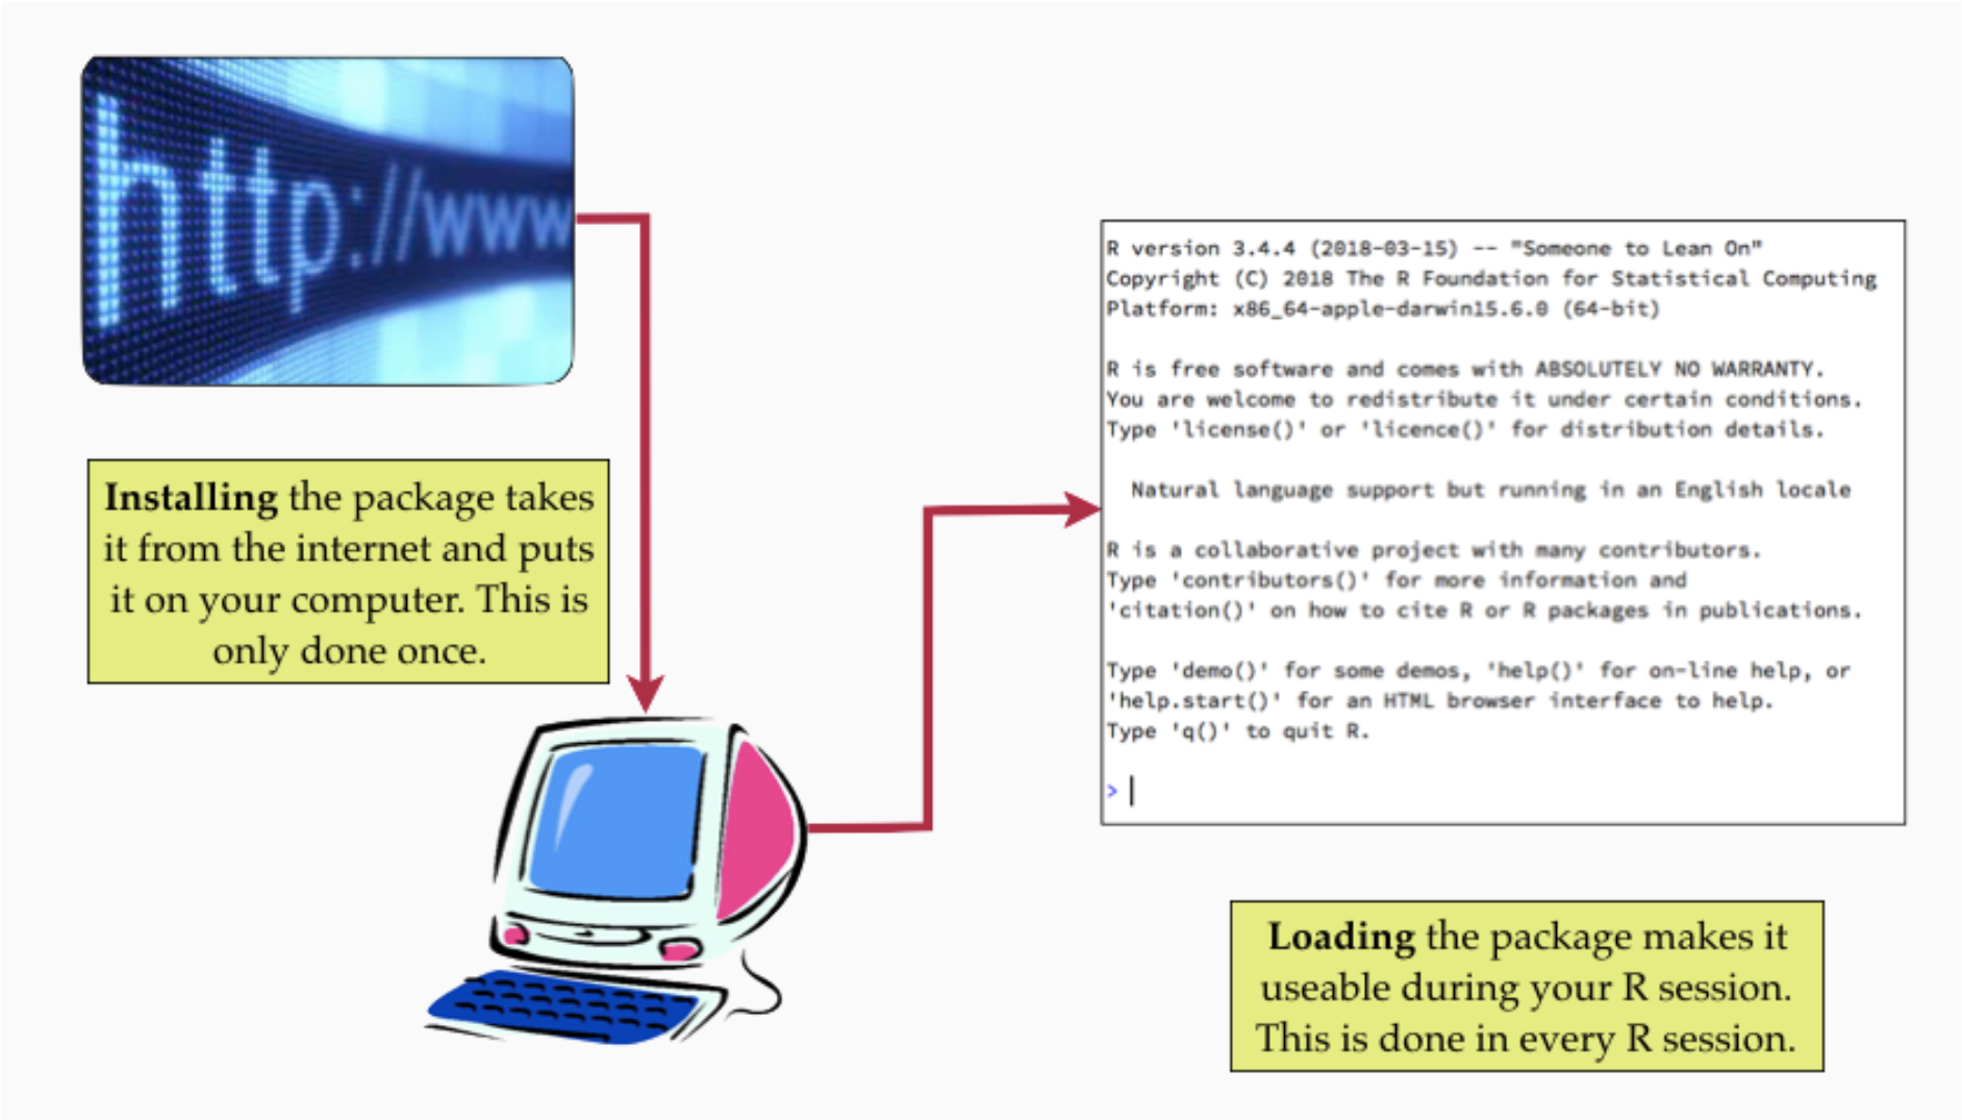 http://www
Installing the package takes
it from the internet and puts
it on your computer. This is
only done once.
R version 3.4.4 (2018-03-15) -- "Someone to Lean On"
Copyright (C) 2018 The R Foundation for Statistical Computing
Platform: x86_64-apple-darwin15.6.0 (64-bit)
R is free software and comes with ABSOLUTELY NO WARRANTY.
You are welcome to redistribute it under certain conditions.
Type 'license()' or 'licence()' for distribution details.
Natural language support but running in an English locale
R is a collaborative project with many contributors.
Type 'contributors()' for more information and
'citation()' on how to cite R or R packages in publications.
Type 'demo()' for some demos, 'help()' for on-line help, or
'help.start()' for an HTML browser interface to help.
Type 'q()' to quit R.
>
Loading the package makes it
useable during your R session.
This is done in every R session.